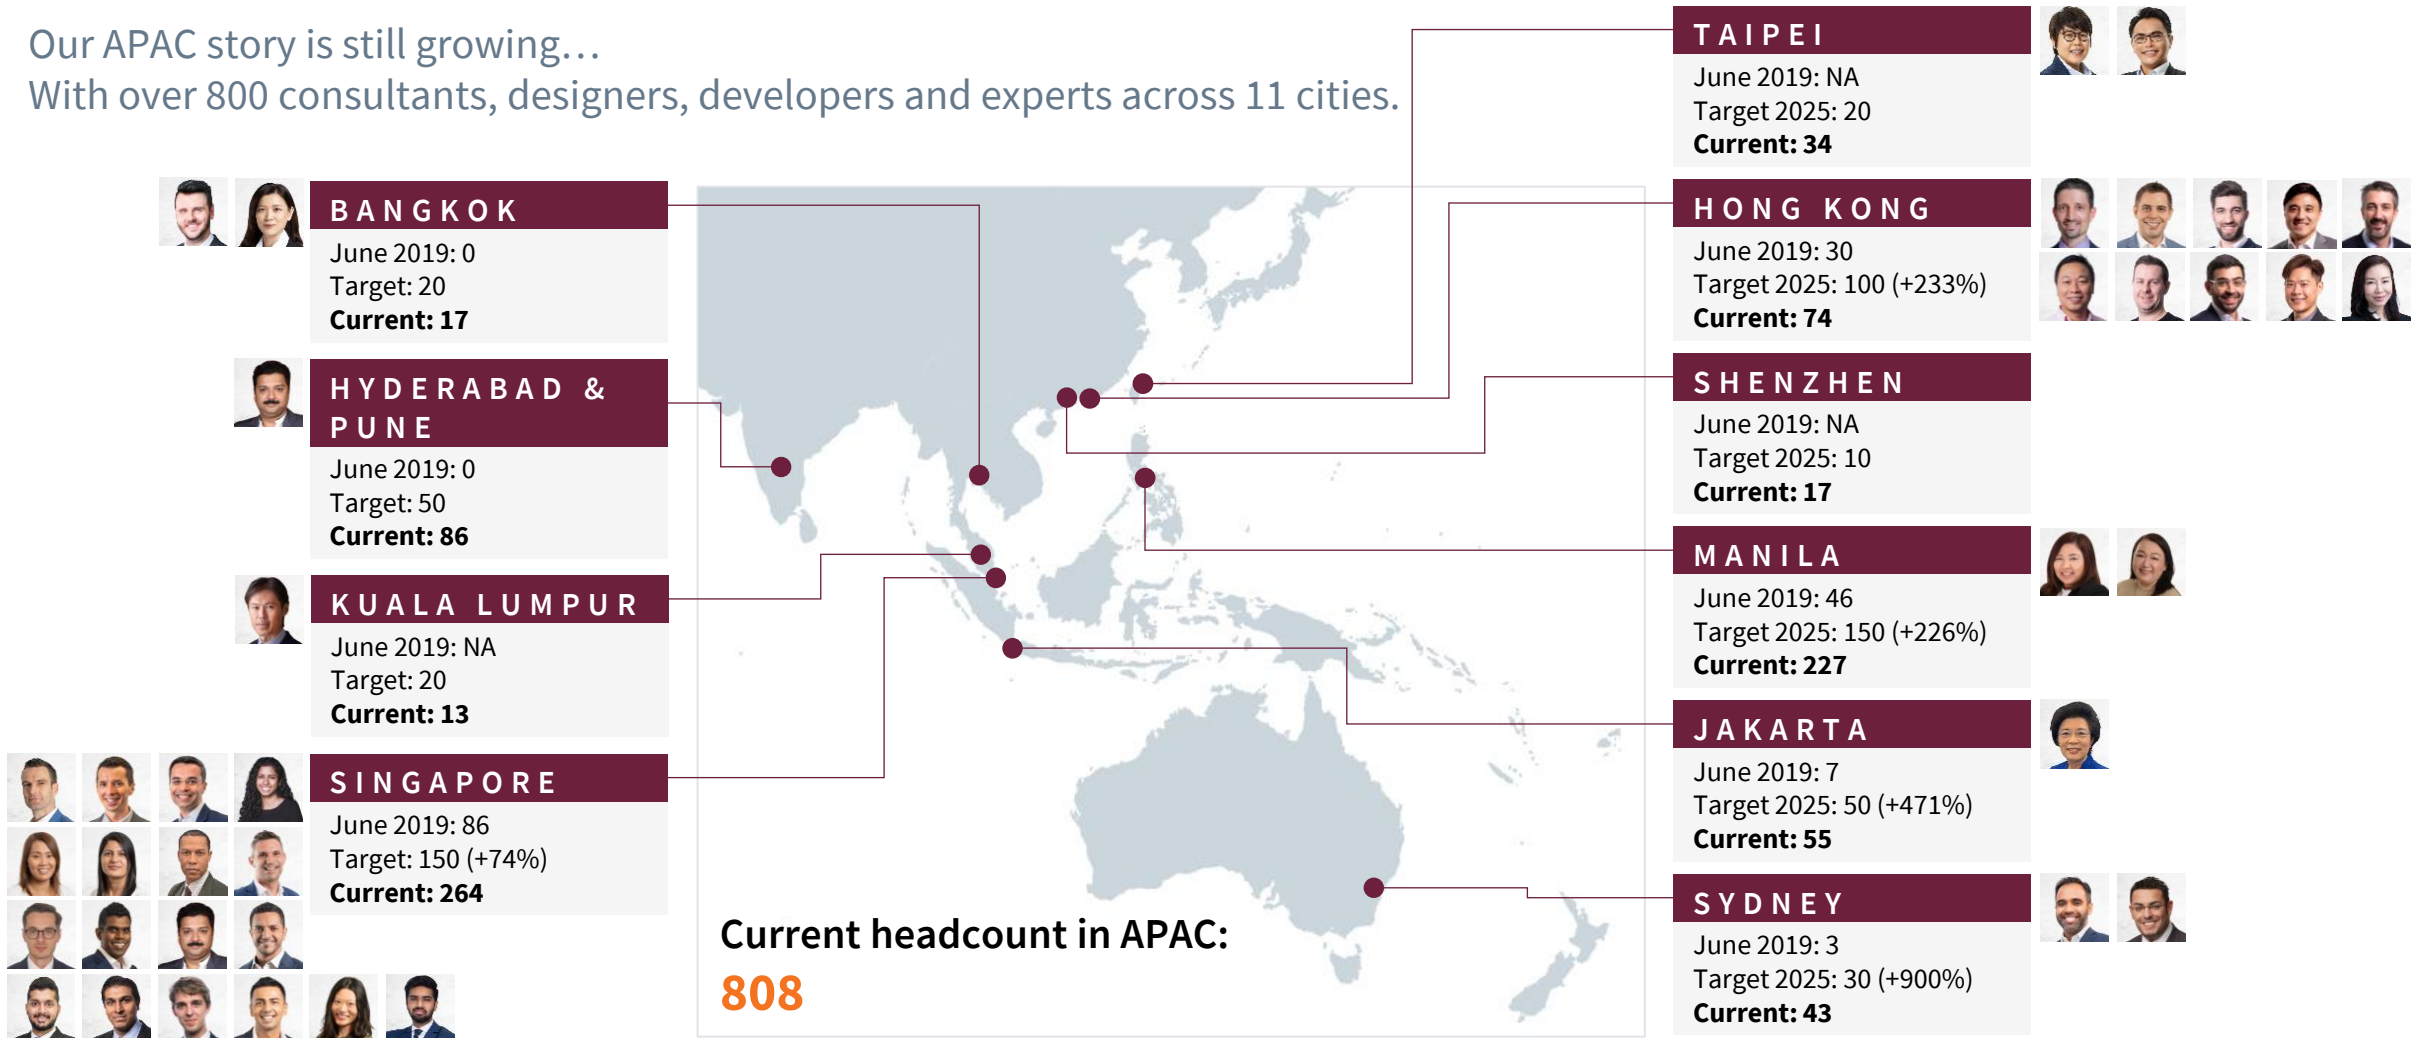 Our APAC story is still growing…
With over 800 consultants, designers, developers and experts across 11 cities.
BANGKOK
June 2019: 0
Target: 20
Current: 17
HYDERABAD &
PUNE
June 2019: 0
Target: 50
Current: 86
KUALA LUMPUR
June 2019: NA
Target: 20
Current: 13
SINGAPORE
June 2019: 86
Target: 150 (+74%)
Current: 264
Current headcount in APAC:
808
TAIPEI
June 2019: NA
Target 2025: 20
Current: 34
HONG KONG
June 2019: 30
Target 2025: 100 (+233%)
Current: 74
SHENZHEN
June 2019: NA
Target 2025: 10
Current: 17
MANILA
June 2019: 46
Target 2025: 150 (+226%)
Current: 227
JAKARTA
June 2019: 7
Target 2025: 50 (+471%)
Current: 55
SYDNEY
June 2019: 3
Target 2025: 30 (+900%)
Current: 43